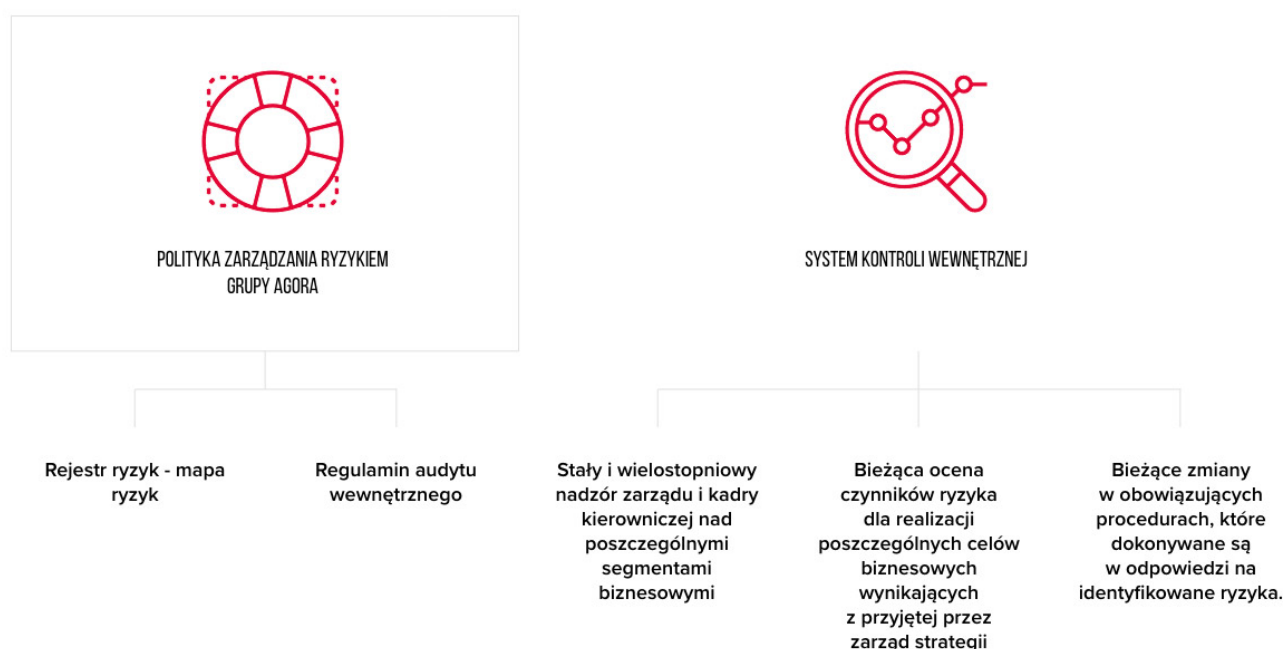 POLITYKA ZARZĄDZANIA RYZYKIEM
GRUPY AGORA
SYSTEM KONTROLI WEWNĘTRZNEJ
Rejestr ryzyk - mapa
ryzyk
Regulamin audytu
wewnętrznego
Stały i wielostopniowy
nadzór zarządu i kadry
kierowniczej nad
poszczególnymi
segmentami
biznesowymi
Bieżąca ocena
czynników ryzyka
dla realizacji
poszczególnych celów
biznesowych
wynikających
z przyjętej przez
zarząd strategii
Bieżące zmiany
w obowiązujących
procedurach, które
dokonywane są
w odpowiedzi na
identyfikowane ryzyka.